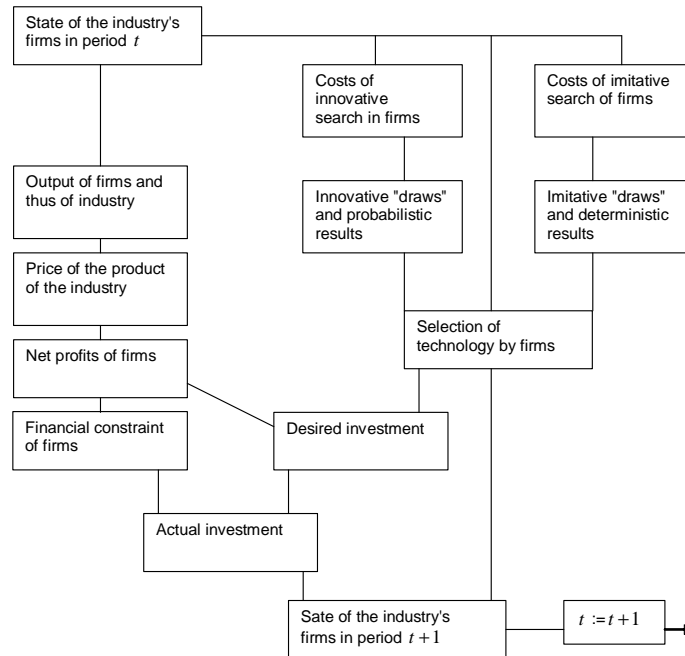 State of the industry's
firms in period t
Costs of
innovative
search in firms
Costs of imitative
search of firms
Output of firms and
thus of industry
Innovative "draws"
and probabilistic
results
Imitative "draws"
and deterministic
results
Price of the product
of the industry
Selection of
technology by firms
Net profits of firms
Financial constraint
of firms
Desired investment
Actual investment
Sate of the industry's
firms in period t+1
t := t+1